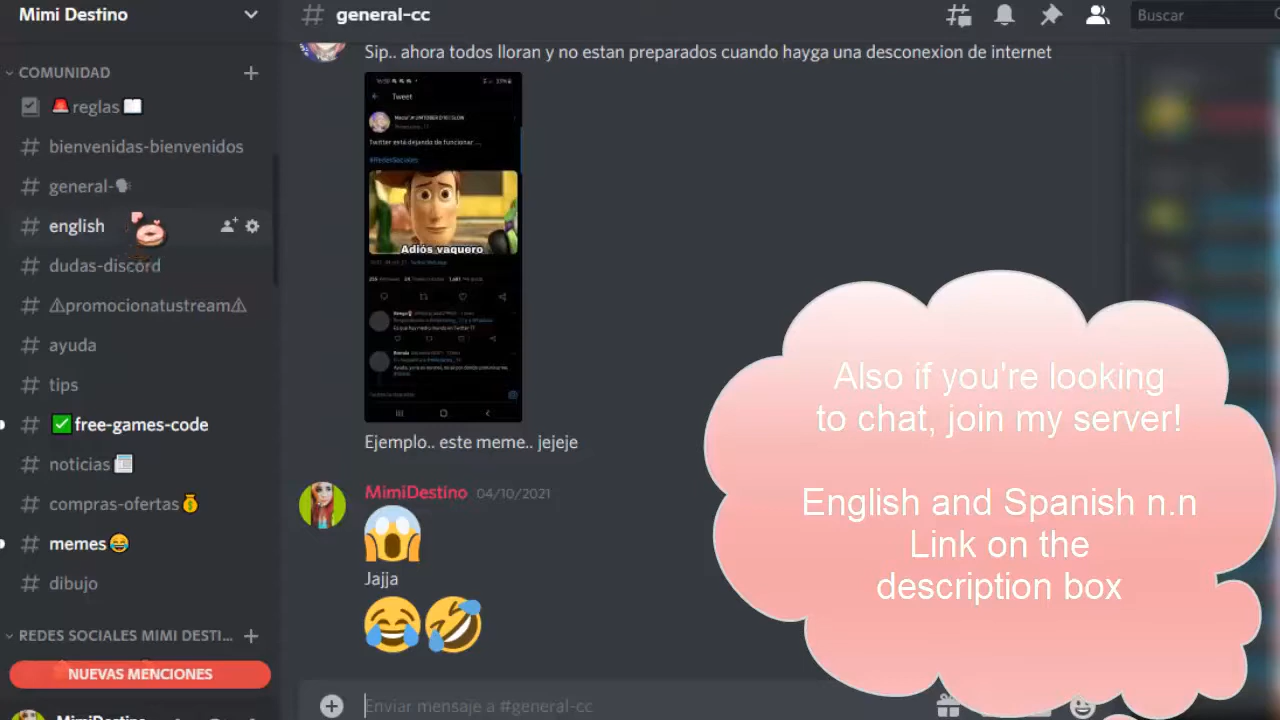 Mimi Destino
general-cc
Buscar
COMUNIDAD
reglas
bienvenidas-bienvenidos
general-
english
dudas-discord
⚠promocionatustream⚠
ayuda
tips
✅free-games-code
noticias
compras-ofertas
memes
dibujo
REDES SOCIALES MIMI DESTI...
NUEVAS MENCIONES
MimiDestino
Sip.. ahora todos lloran y no estan preparados cuando hayga una desconexion de internet
Tweet
Twitter está dejando de funcionar ...
#RedesSociales
Adiós vaquero
Ejemplo.. este meme.. jejeje
MimiDestino 04/10/2021
Jajja
Enviar mensaje a #general-cc
Also if you're looking
to chat, join my server!
English and Spanish n.n
Link on the
description box